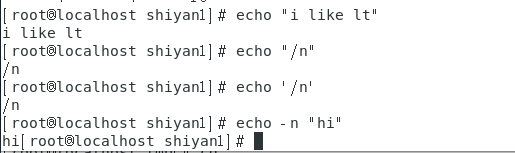 [root@localhost shiyan1]# echo "i like lt"
i like lt
[root@localhost shiyan1]# echo "/n"
/n
[root@localhost shiyan1]# echo '/n'
/n
[root@localhost shiyan1]# echo -n "hi"
hi[root@localhost shiyan1]#